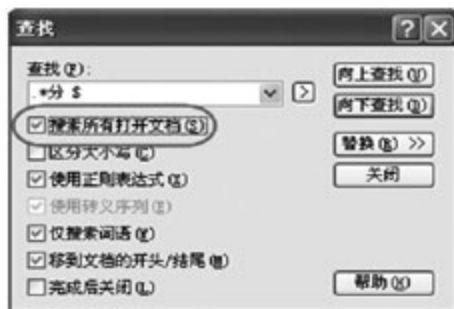 查找
查找(F):
.*分 $
搜索所有打开文档(S)
区分大小写(C)
使用正则表达式(X)
使用转义序列(E)
仅搜索词语(Y)
移到文档的开头/结尾(M)
完成后关闭(L)
向上查找(U)
向下查找(D)
替换(R) >>
关闭
帮助(H)